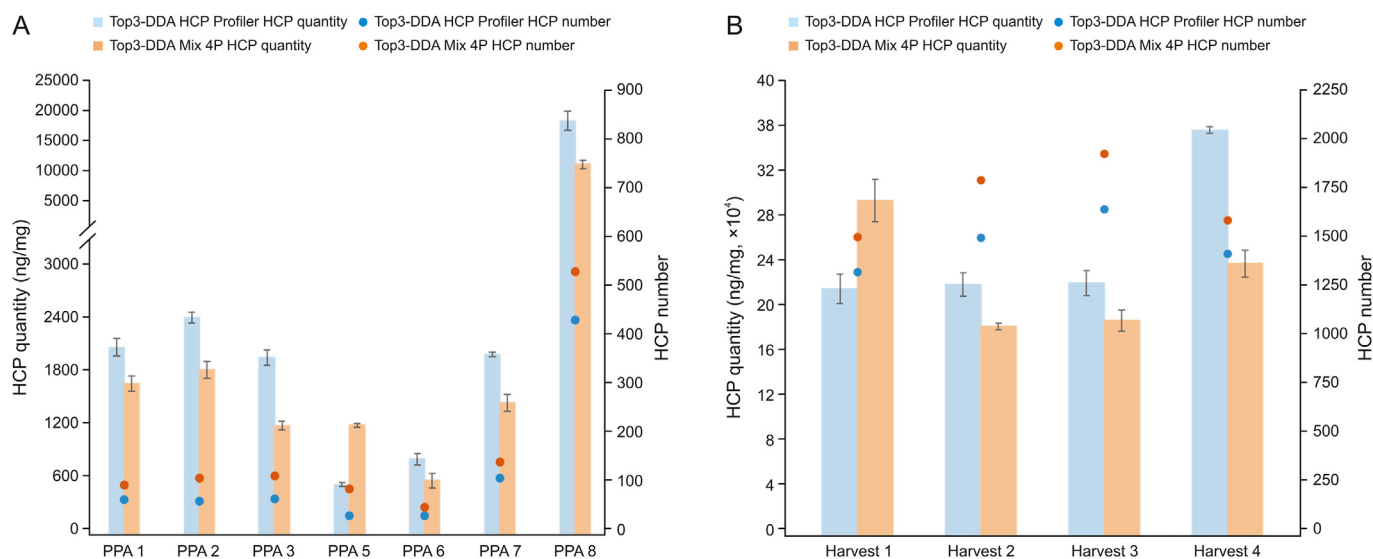 A
Top3-DDA HCP Profiler HCP quantity
Top3-DDA HCP Profiler HCP number
Top3-DDA Mix 4P HCP quantity
Top3-DDA Mix 4P HCP number
HCP quantity (ng/mg)
25000
20000
15000
10000
5000
3000
2400
1800
1200
600
0
900
800
700
600
500
400
300
200
100
0
HCP number
PPA 1 PPA 2 PPA 3 PPA 5 PPA 6 PPA 7 PPA 8
B
Top3-DDA HCP Profiler HCP quantity
Top3-DDA HCP Profiler HCP number
Top3-DDA Mix 4P HCP quantity
Top3-DDA Mix 4P HCP number
HCP quantity (ng/mg, ×10⁴)
40
38
32
28
24
20
16
12
8
4
0
2250
2000
1750
1500
1250
1000
750
500
250
0
HCP number
Harvest 1 Harvest 2 Harvest 3 Harvest 4